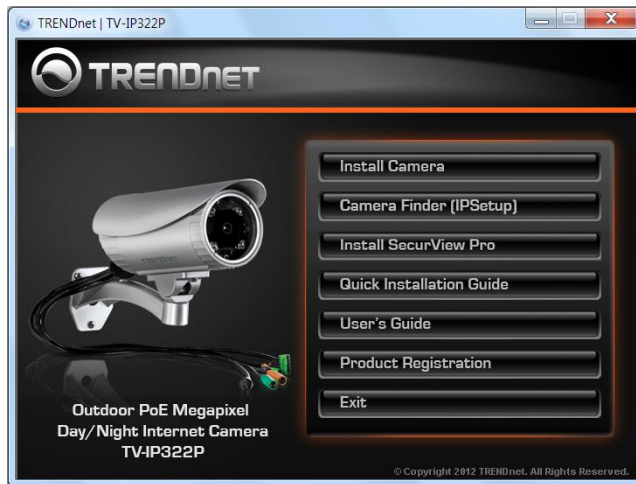 TRENDnet | TV-IP322P
TRENDNET
Install Camera
Camera Finder (IPSetup)
Install SecurView Pro
Quick Installation Guide
User's Guide
Product Registration
Exit
TRENDNET
Outdoor PoE Megapixel
Day/Night Internet Camera
TV-IP322P
© Copyright 2012 TRENDnet. All Rights Reserved.